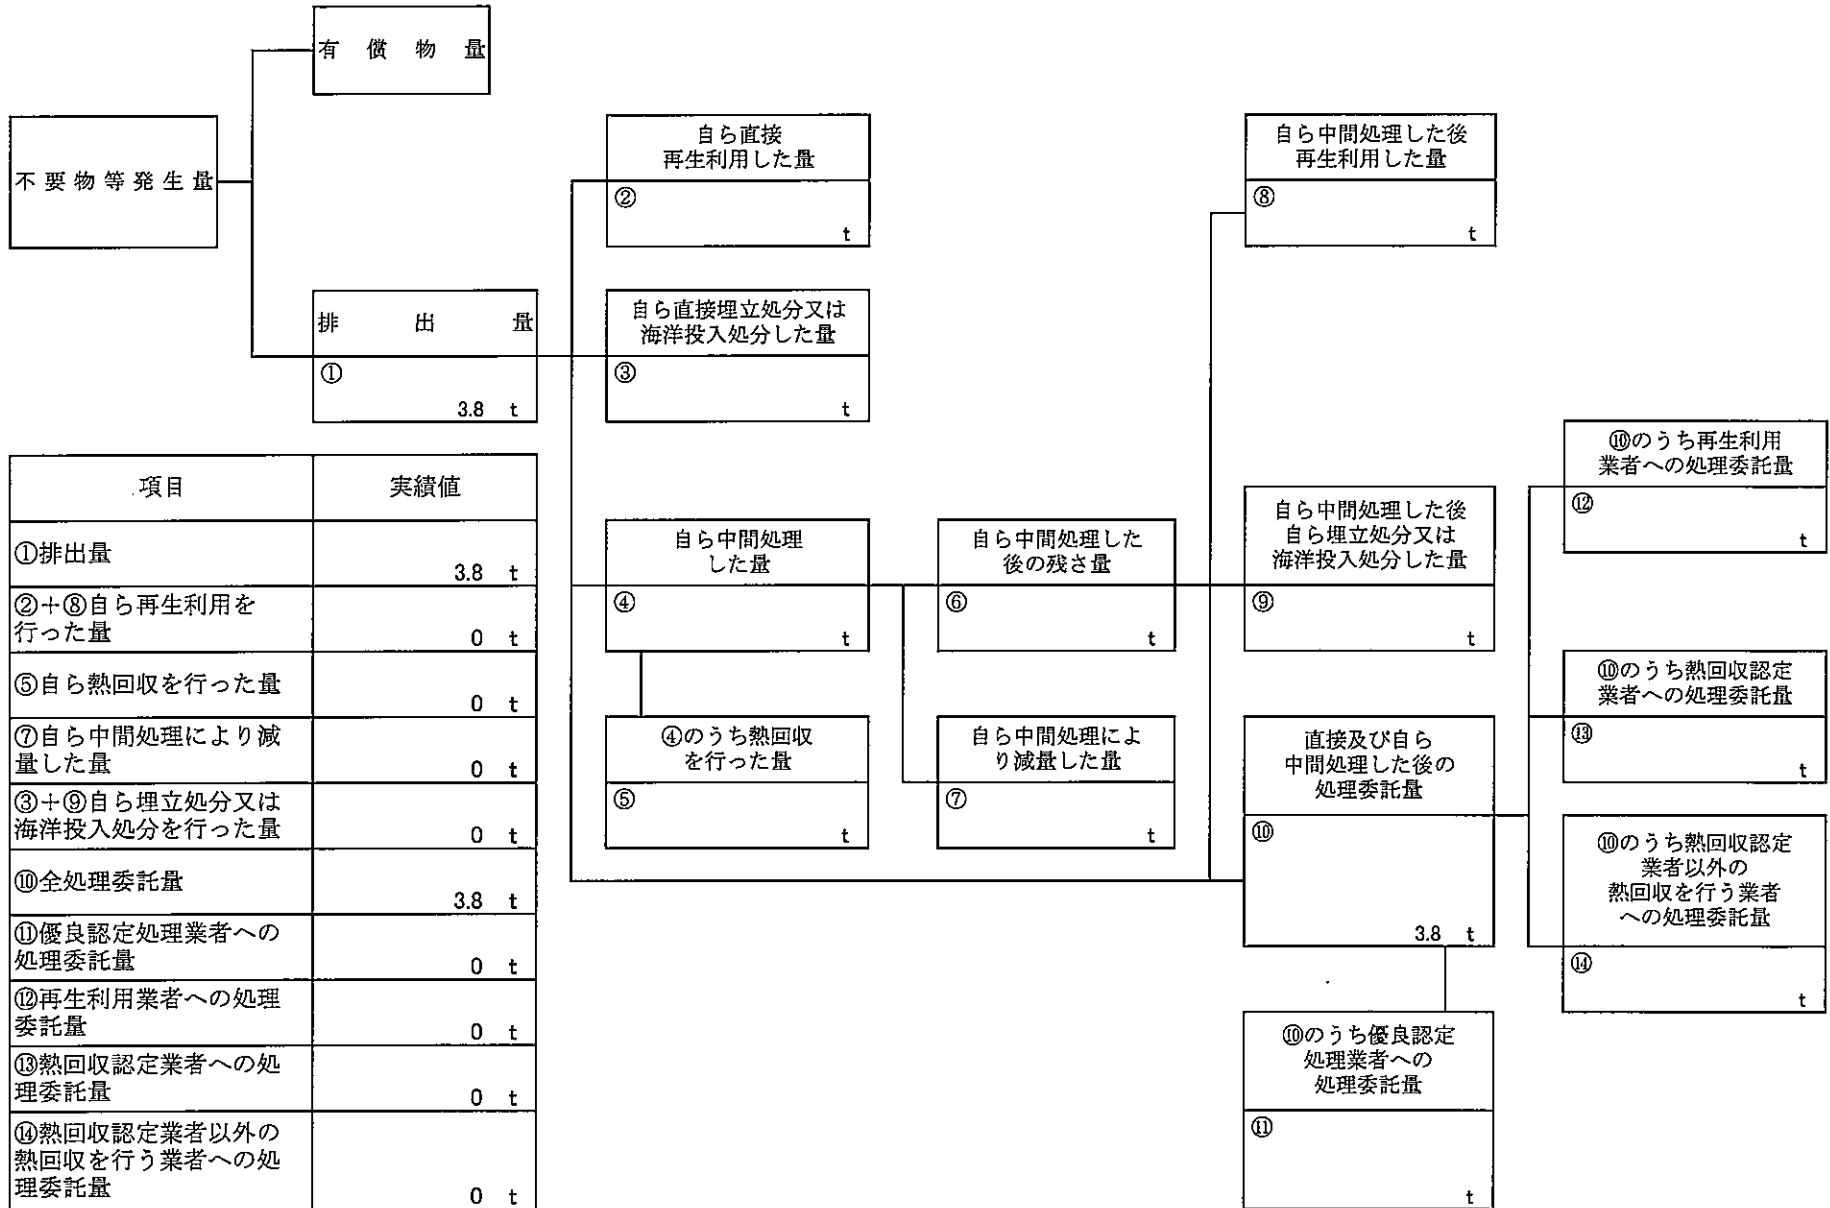 有償物量
不要物等発生量
排出量
①
3.8 t
自ら直接
再生利用した量
②
t
自ら直接埋立処分又は
海洋投入処分した量
③
t
自ら中間処理
した量
④
t
④のうち熱回収
を行った量
⑤
t
自ら中間処理した
後の残さ量
⑥
t
自ら中間処理によ
り減量した量
⑦
t
自ら中間処理した後
再生利用した量
⑧
t
自ら中間処理した後
自ら埋立処分又は
海洋投入処分した量
⑨
t
直接及び自ら
中間処理した後の
処理委託量
⑩
3.8 t
⑩のうち優良認定
処理業者への
処理委託量
⑪
t
⑩のうち再生利用
業者への処理委託量
⑫
t
⑩のうち熱回収認定
業者への処理委託量
⑬
t
⑩のうち熱回収認定
業者以外の
熱回収を行う業者
への処理委託量
⑭
t
項目 実績値
①排出量
3.8 t
②+⑧自ら再生利用を
行った量
0 t
⑤自ら熱回収を行った量
0 t
⑦自ら中間処理により減
量した量
0 t
③+⑨自ら埋立処分又は
海洋投入処分を行った量
0 t
⑩全処理委託量
3.8 t
⑪優良認定処理業者への
処理委託量
0 t
⑫再生利用業者への処理
委託量
0 t
⑬熱回収認定業者への処
理委託量
0 t
⑭熱回収認定業者以外の
熱回収を行う業者への処
理委託量
0 t